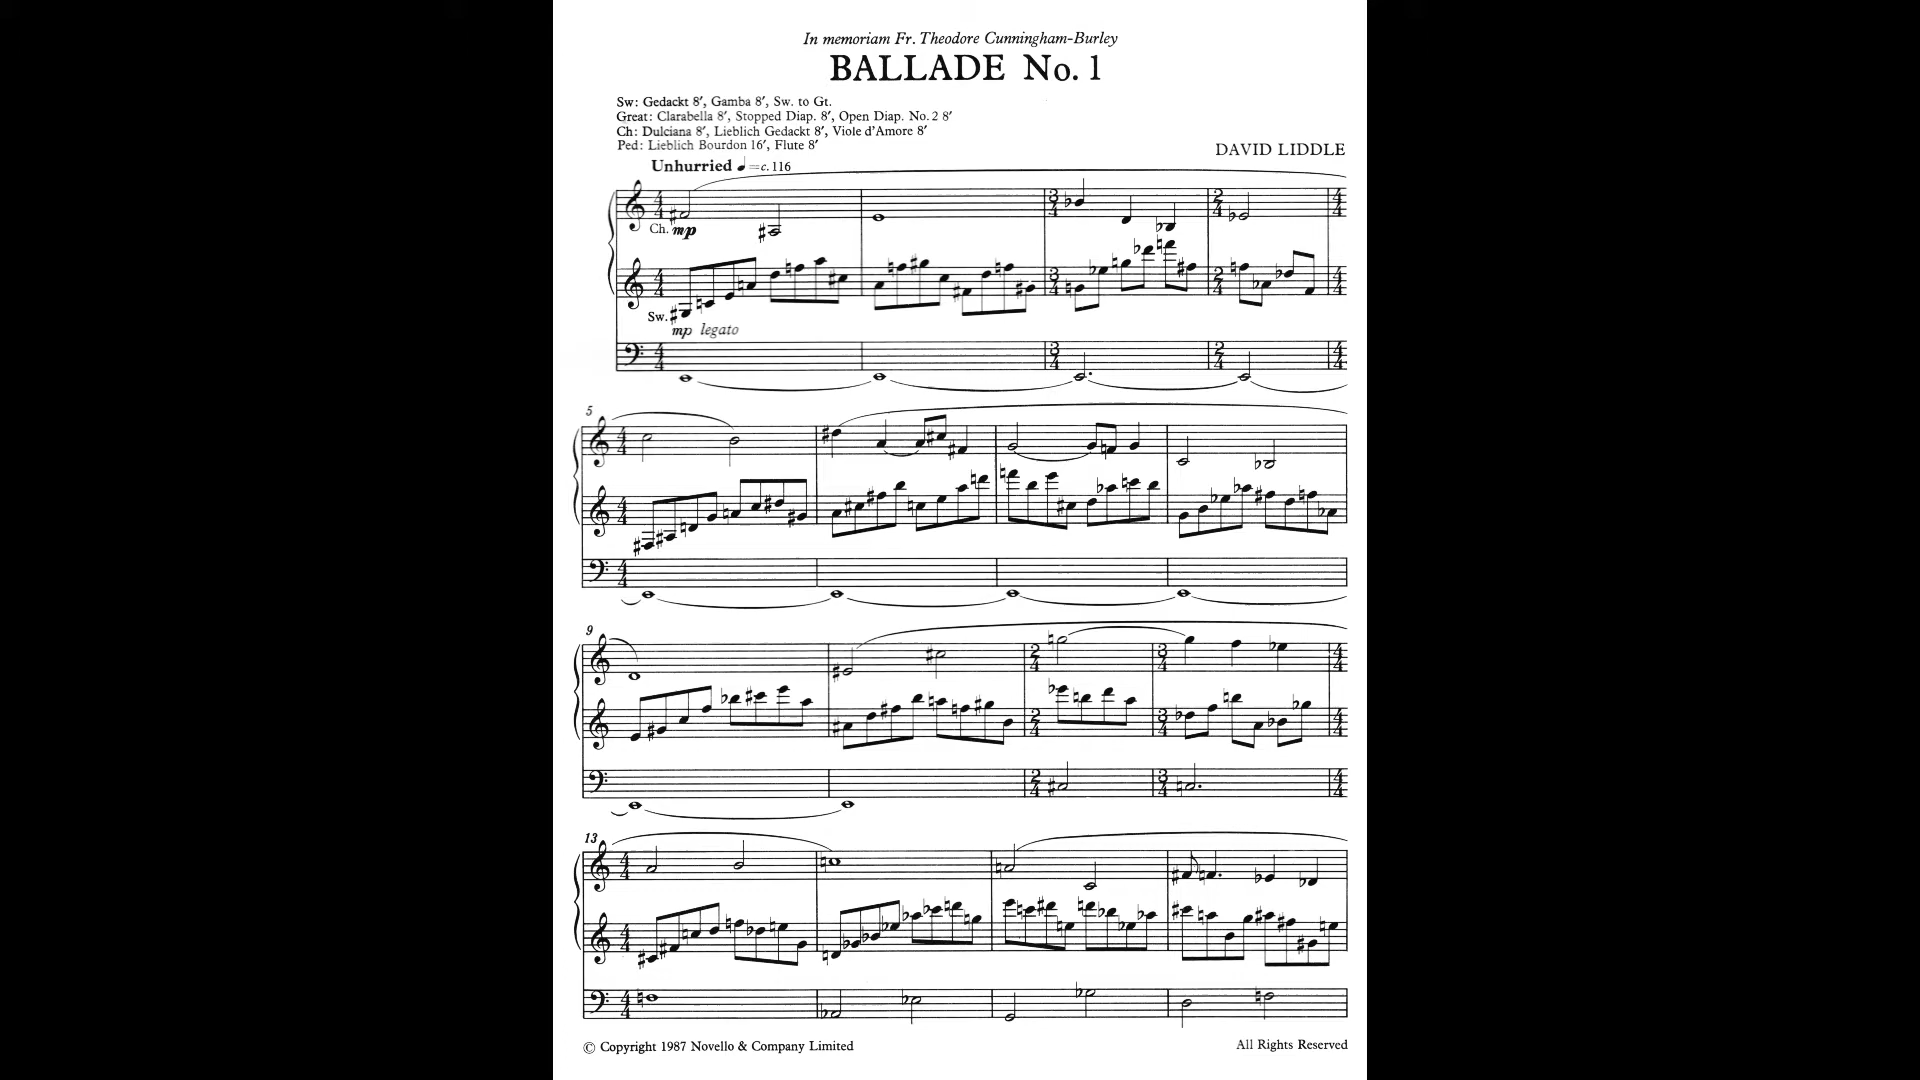 In memoriam Fr. Theodore Cunningham-Burley
BALLADE No. 1
Sw: Gedackt 8′, Gamba 8′, Sw. to Gt.
Great: Clarabella 8′, Stopped Diap. 8′, Open Diap. No. 2 8′
Ch: Dulciana 8′, Lieblich Gedackt 8′, Viole d'Amore 8′
Ped: Lieblich Bourdon 16′, Flute 8′
DAVID LIDDLE
Unhurried ♩=c. 116
Ch. mp
Sw.
mp legato
5
9
13
© Copyright 1987 Novello & Company Limited
All Rights Reserved